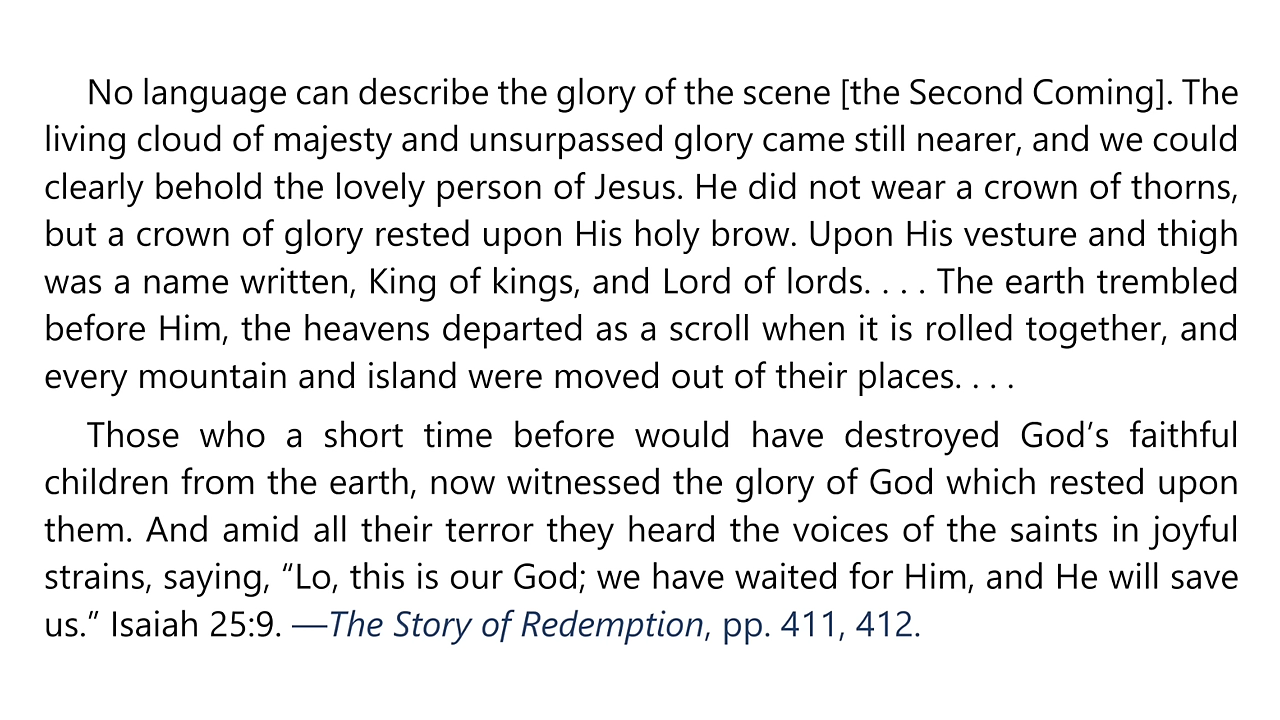 No language can describe the glory of the scene [the Second Coming]. The
living cloud of majesty and unsurpassed glory came still nearer, and we could
clearly behold the lovely person of Jesus. He did not wear a crown of thorns,
but a crown of glory rested upon His holy brow. Upon His vesture and thigh
was a name written, King of kings, and Lord of lords. . . . The earth trembled
before Him, the heavens departed as a scroll when it is rolled together, and
every mountain and island were moved out of their places. . . .
Those who a short time before would have destroyed God’s faithful
children from the earth, now witnessed the glory of God which rested upon
them. And amid all their terror they heard the voices of the saints in joyful
strains, saying, “Lo, this is our God; we have waited for Him, and He will save
us.” Isaiah 25:9. —The Story of Redemption, pp. 411, 412.